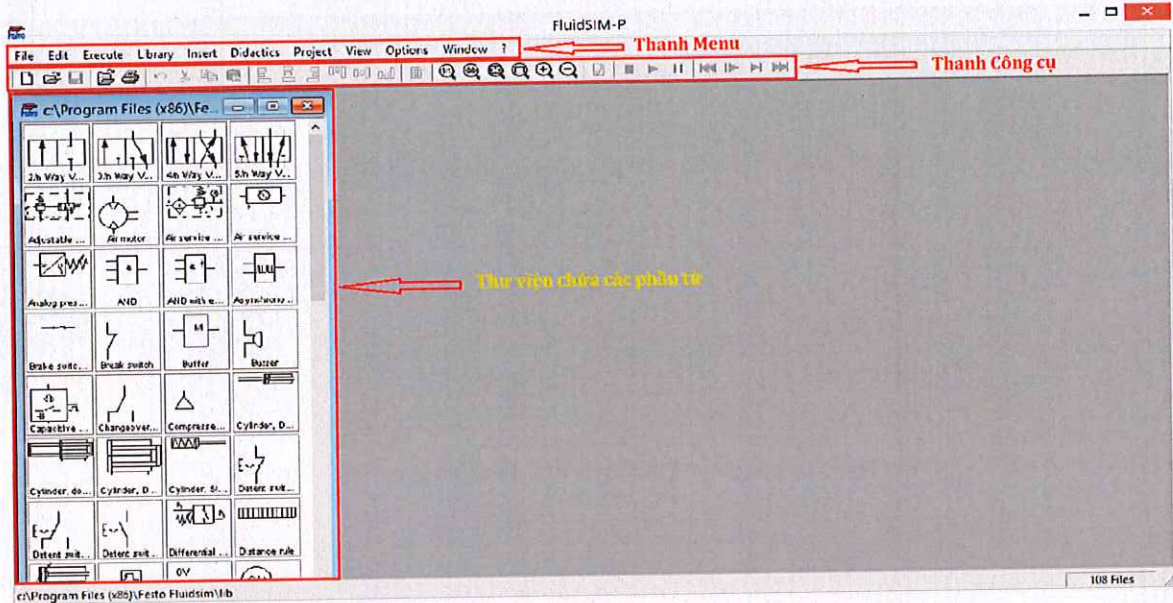 FluidSIM-P
File Edit Execute Library Insert Didactics Project View Options Window ?
Thanh Menu
Thanh Công cụ
c:\Program Files (x86)\Fe...
2/n Way V... 3/n Way V... 4/n Way V... 5/n Way V...
Adjustable ... Air motor Air service ... Air service ...
Analog pres... AND AND with e... Asynchrono...
Thư viện chứa các phần tử
Brake switc... Break switch Buffer Buzzer
Capacitive ... Changeover... Compresse... Cylinder, D...
Cylinder, do... Cylinder, D... Cylinder, Si... Detent swit...
Detent swit... Detent swit... Differential ... Distance rule
0V
108 Files
c:\Program Files (x86)\Festo Fluidsim\lib